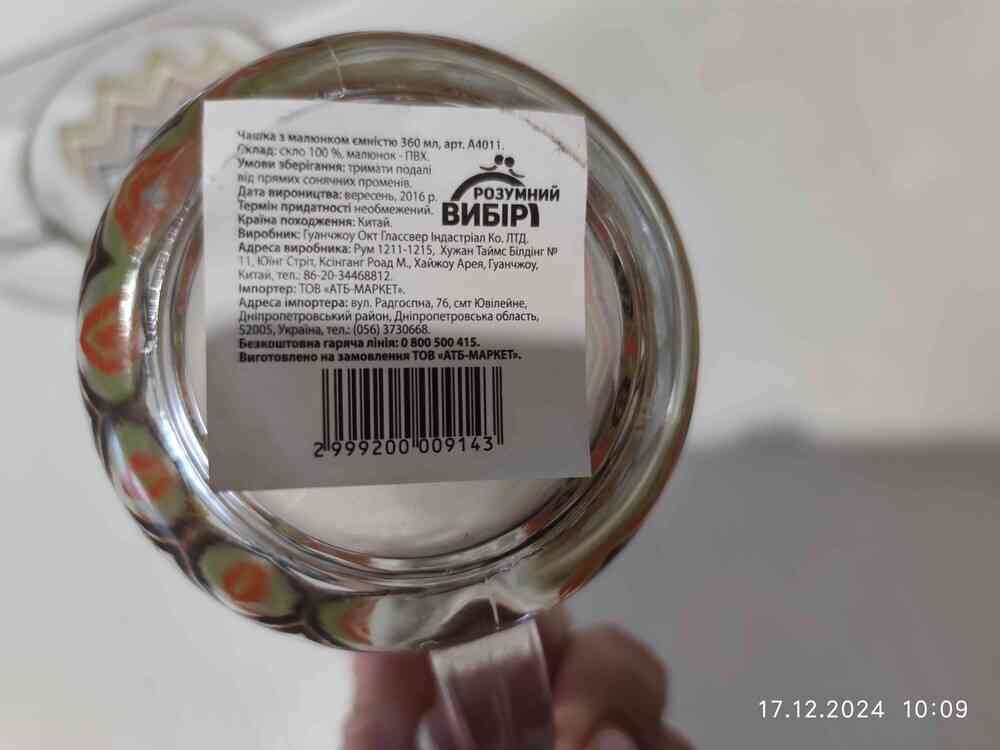 Чашка з малюнком ємністю 360 мл, арт. А4011.
Склад: скло 100 %, малюнок - ПВХ.
Умови зберігання: тримати подалі
від прямих сонячних променів.
Дата вироництва: вересень, 2016 р.
Термін придатності необмежений.
Країна походження: Китай.
РОЗУМНИЙ
ВИБІР!
Виробник: Гуанчжоу Окт Глассвер Індастріал Ко. ЛТД.
Адреса виробника: Рум 1211-1215, Хужан Таймс Білдінг №
11, Юінг Стріт, Ксінганг Роад М., Хайжоу Арея, Гуанчжоу,
Китай, тел.: 86-20-34468812.
Імпортер: ТОВ «АТБ-МАРКЕТ».
Адреса імпортера: вул. Радгоспна, 76, смт Ювілейне,
Дніпропетровський район, Дніпропетровська область,
52005, Україна, тел.: (056) 3730668.
Безкоштовна гаряча лінія: 0 800 500 415.
Виготовлено на замовлення ТОВ «АТБ-МАРКЕТ».
2 999200 009143
17.12.2024 10:09